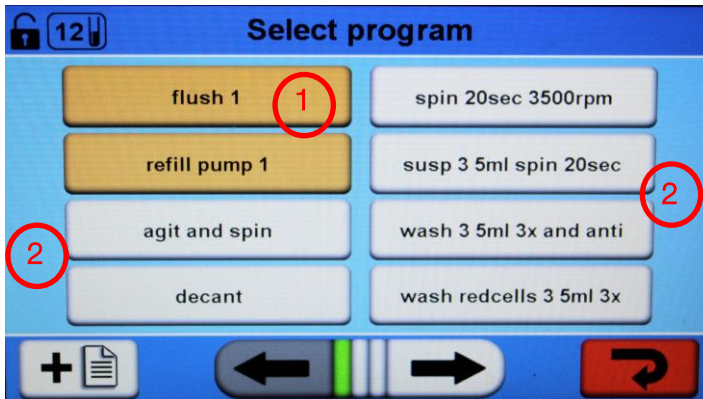 12
Select program
flush 1
1
spin 20sec 3500rpm
refill pump 1
susp 3 5ml spin 20sec
2
agit and spin
wash 3 5ml 3x and anti
2
decant
wash redcells 3 5ml 3x
+